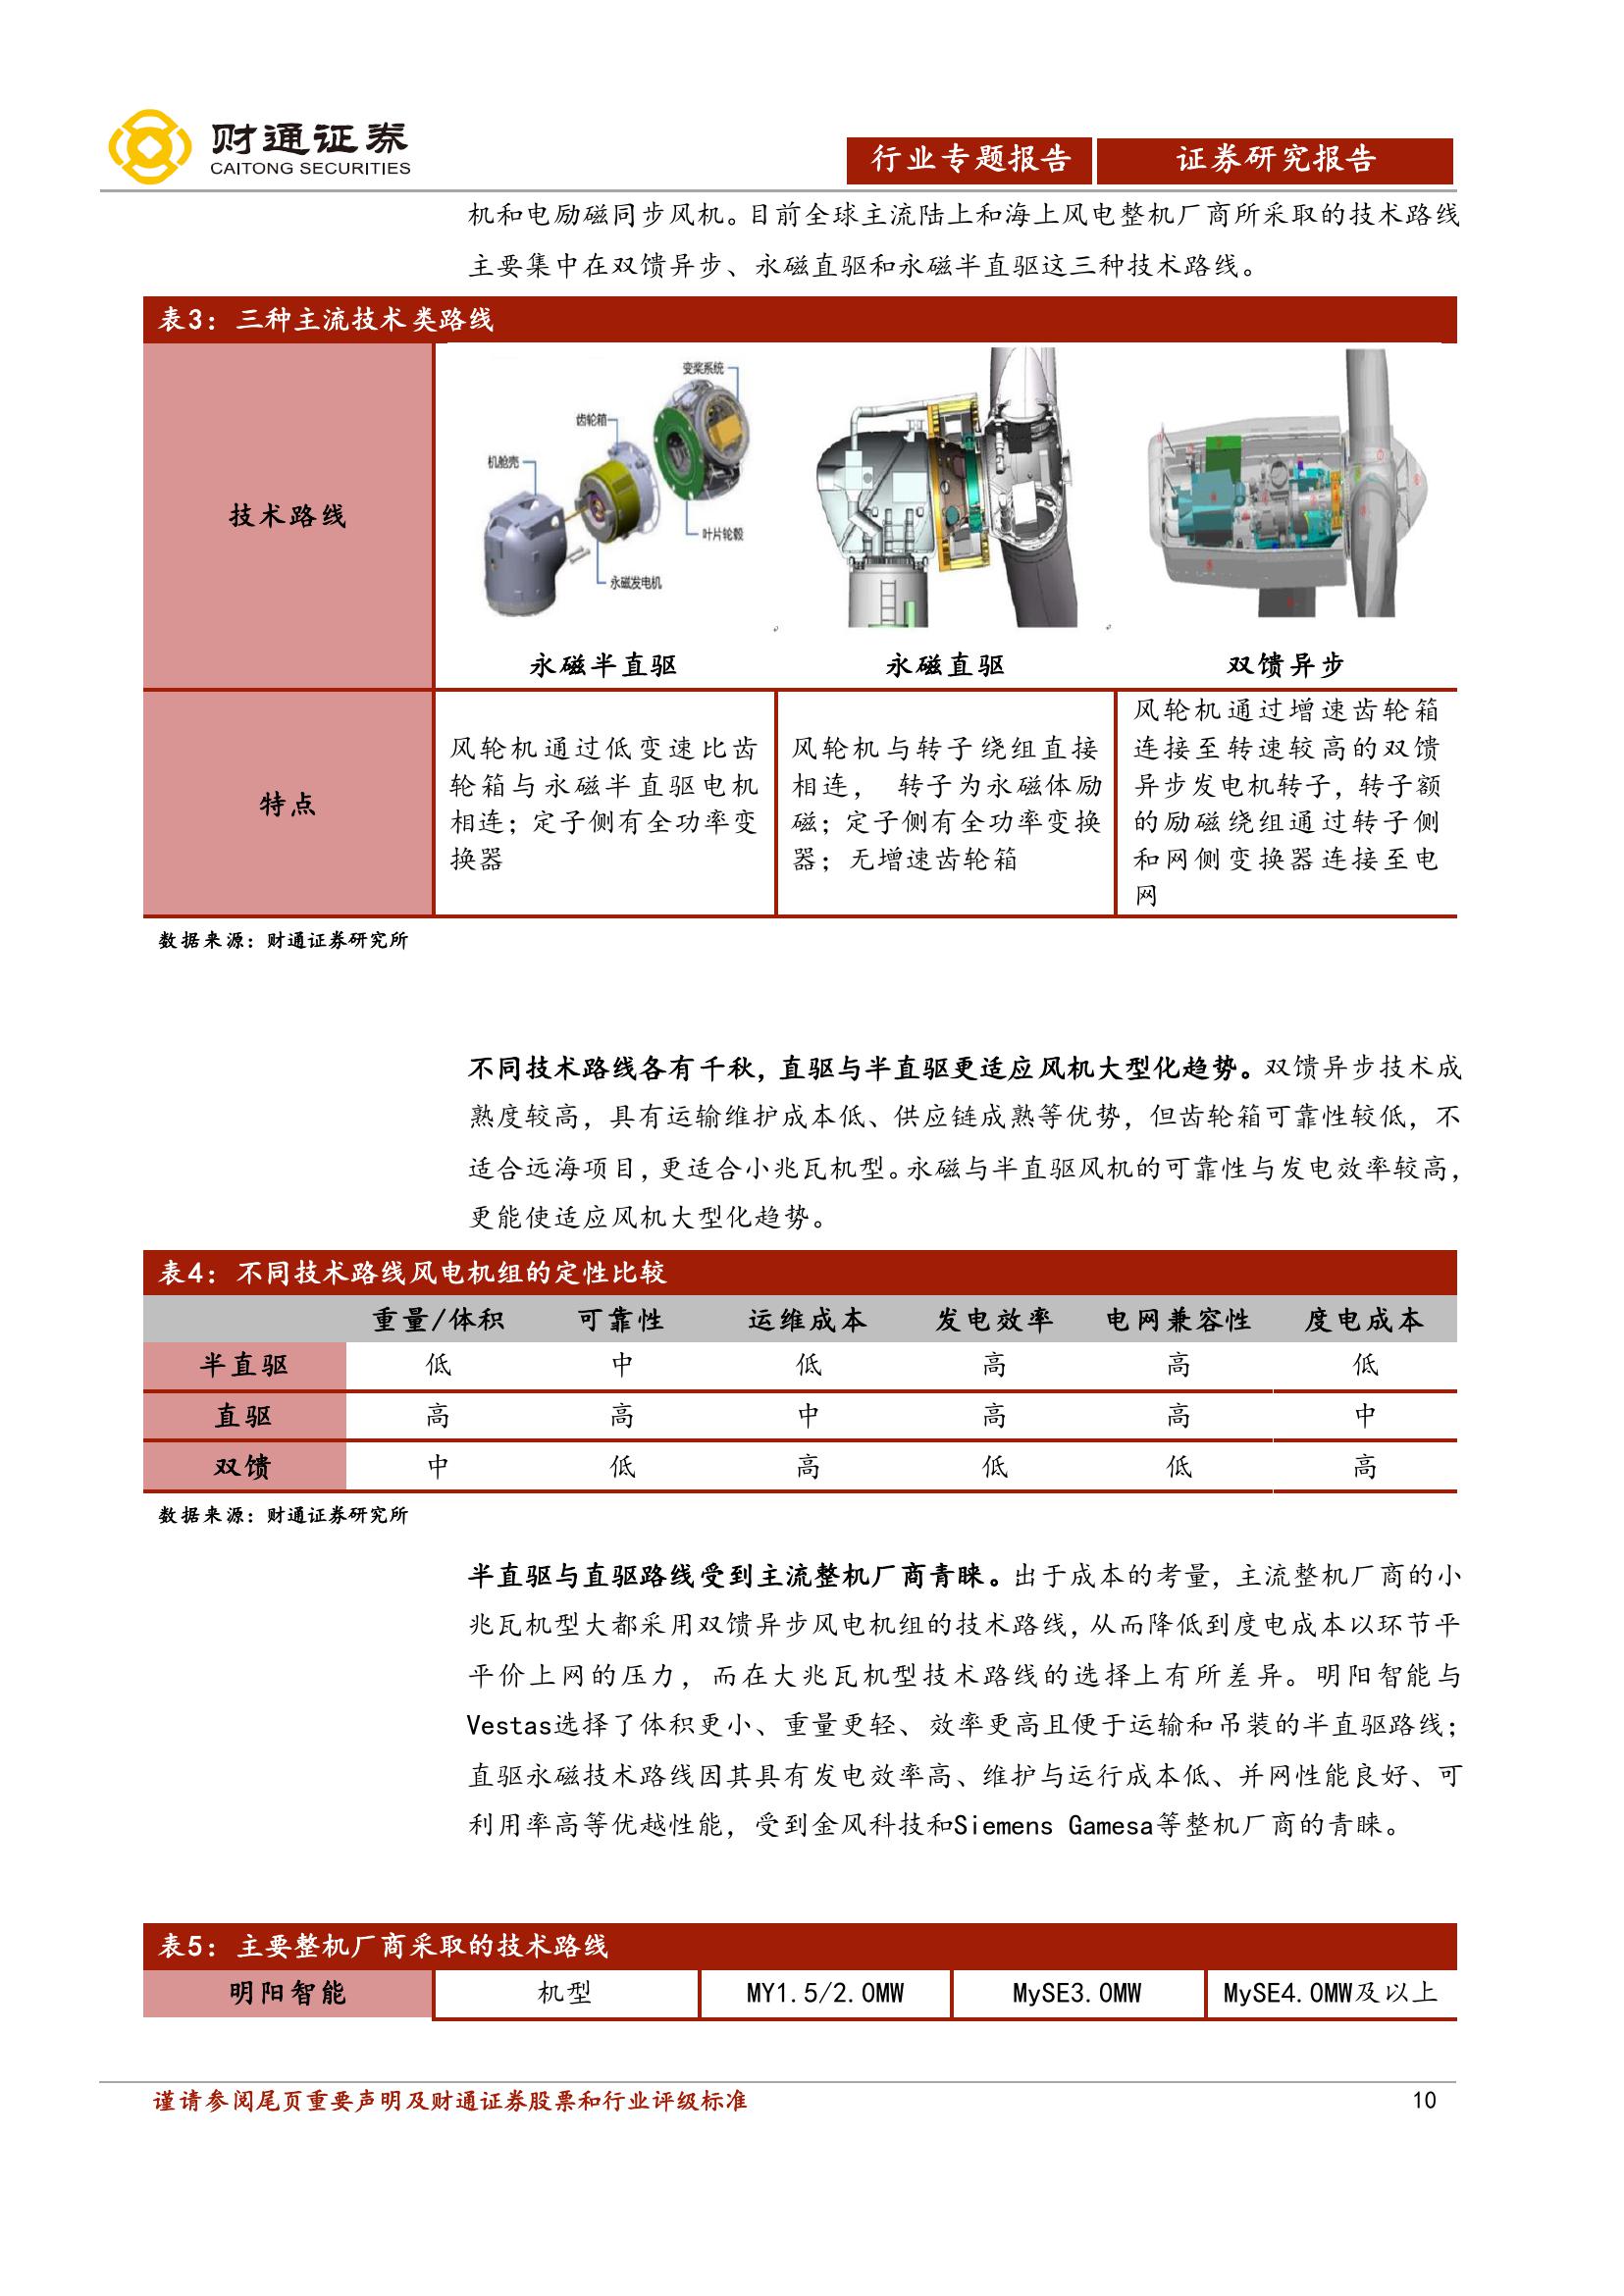 财通证券
CAITONG SECURITIES
行业专题报告 证券研究报告
机和电励磁同步风机。目前全球主流陆上和海上风电整机厂商所采取的技术路线
主要集中在双馈异步、永磁直驱和永磁半直驱这三种技术路线。
表3：三种主流技术类路线
技术路线
变桨系统
齿轮箱
机舱壳
叶片轮毂
永磁发电机
永磁半直驱 永磁直驱 双馈异步
特点
风轮机通过低变速比齿
轮箱与永磁半直驱电机
相连；定子侧有全功率变
换器
风轮机与转子绕组直接
相连， 转子为永磁体励
磁；定子侧有全功率变换
器；无增速齿轮箱
风轮机通过增速齿轮箱
连接至转速较高的双馈
异步发电机转子，转子额
的励磁绕组通过转子侧
和网侧变换器连接至电
网
数据来源：财通证券研究所
不同技术路线各有千秋，直驱与半直驱更适应风机大型化趋势。双馈异步技术成
熟度较高，具有运输维护成本低、供应链成熟等优势，但齿轮箱可靠性较低，不
适合远海项目，更适合小兆瓦机型。永磁与半直驱风机的可靠性与发电效率较高，
更能使适应风机大型化趋势。
表4：不同技术路线风电机组的定性比较
重量/体积 可靠性 运维成本 发电效率 电网兼容性 度电成本
半直驱 低 中 低 高 高 低
直驱 高 高 中 高 高 中
双馈 中 低 高 低 低 高
数据来源：财通证券研究所
半直驱与直驱路线受到主流整机厂商青睐。出于成本的考量，主流整机厂商的小
兆瓦机型大都采用双馈异步风电机组的技术路线，从而降低到度电成本以环节平
平价上网的压力，而在大兆瓦机型技术路线的选择上有所差异。明阳智能与
Vestas选择了体积更小、重量更轻、效率更高且便于运输和吊装的半直驱路线；
直驱永磁技术路线因其具有发电效率高、维护与运行成本低、并网性能良好、可
利用率高等优越性能，受到金风科技和Siemens Gamesa等整机厂商的青睐。
表5：主要整机厂商采取的技术路线
明阳智能 机型 MY1.5/2.0MW MySE3.0MW MySE4.0MW及以上
谨请参阅尾页重要声明及财通证券股票和行业评级标准 10